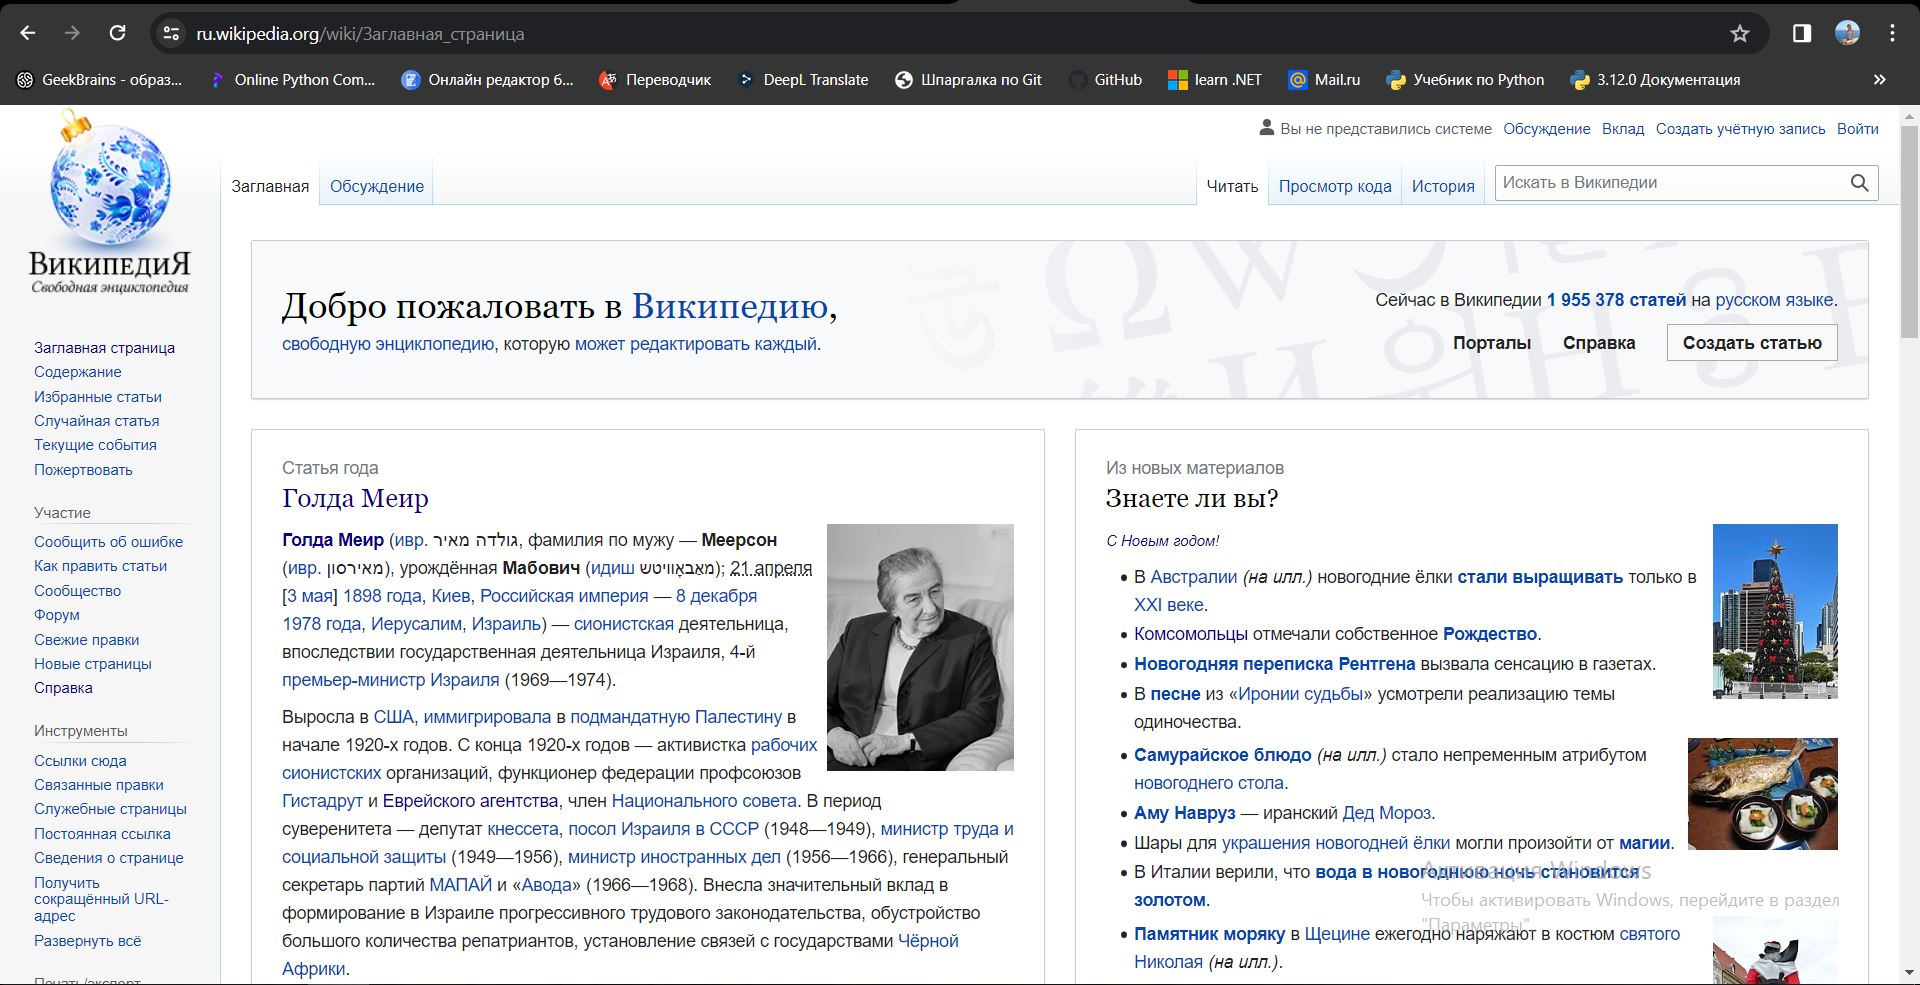 ru.wikipedia.org/wiki/Заглавная_страница
GeekBrains - образ... Online Python Com... Онлайн редактор б... Переводчик DeepL Translate Шпаргалка по Git GitHub learn .NET Mail.ru Учебник по Python 3.12.0 Документация
Вы не представились системе Обсуждение Вклад Создать учётную запись Войти
Заглавная Обсуждение Читать Просмотр кода История Искать в Википедии
ВикипедиЯ
Свободная энциклопедия
Заглавная страница
Содержание
Избранные статьи
Случайная статья
Текущие события
Пожертвовать
Участие
Сообщить об ошибке
Как править статьи
Сообщество
Форум
Свежие правки
Новые страницы
Справка
Инструменты
Ссылки сюда
Связанные правки
Служебные страницы
Постоянная ссылка
Сведения о странице
Получить
сокращённый URL-
адрес
Развернуть всё
Печать/экспорт
Добро пожаловать в Википедию,
свободную энциклопедию, которую может редактировать каждый.
Сейчас в Википедии 1 955 378 статей на русском языке.
Порталы Справка Создать статью
Статья года
Голда Меир
Голда Меир (ивр. גולדה מאיר, фамилия по мужу — Меерсон
(ивр. מאירסון), урождённая Мабович (идиш מאַבאָוויטש); 21 апреля
[3 мая] 1898 года, Киев, Российская империя — 8 декабря
1978 года, Иерусалим, Израиль) — сионистская деятельница,
впоследствии государственная деятельница Израиля, 4-й
премьер-министр Израиля (1969—1974).
Выросла в США, иммигрировала в подмандатную Палестину в
начале 1920-х годов. С конца 1920-х годов — активистка рабочих
сионистских организаций, функционер федерации профсоюзов
Гистадрут и Еврейского агентства, член Национального совета. В период
суверенитета — депутат кнессета, посол Израиля в СССР (1948—1949), министр труда и
социальной защиты (1949—1956), министр иностранных дел (1956—1966), генеральный
секретарь партий МАПАЙ и «Авода» (1966—1968). Внесла значительный вклад в
формирование в Израиле прогрессивного трудового законодательства, обустройство
большого количества репатриантов, установление связей с государствами Чёрной
Африки.
Из новых материалов
Знаете ли вы?
С Новым годом!
В Австралии (на илл.) новогодние ёлки стали выращивать только в
XXI веке.
Комсомольцы отмечали собственное Рождество.
Новогодняя переписка Рентгена вызвала сенсацию в газетах.
В песне из «Иронии судьбы» усмотрели реализацию темы
одиночества.
Самурайское блюдо (на илл.) стало непременным атрибутом
новогоднего стола.
Аму Навруз — иранский Дед Мороз.
Шары для украшения новогодней ёлки могли произойти от магии.
В Италии верили, что вода в новогоднюю ночь становится
золотом.
Памятник моряку в Щецине ежегодно наряжают в костюм святого
Николая (на илл.).
Активация Windows
Чтобы активировать Windows, перейдите в раздел
"Параметры".